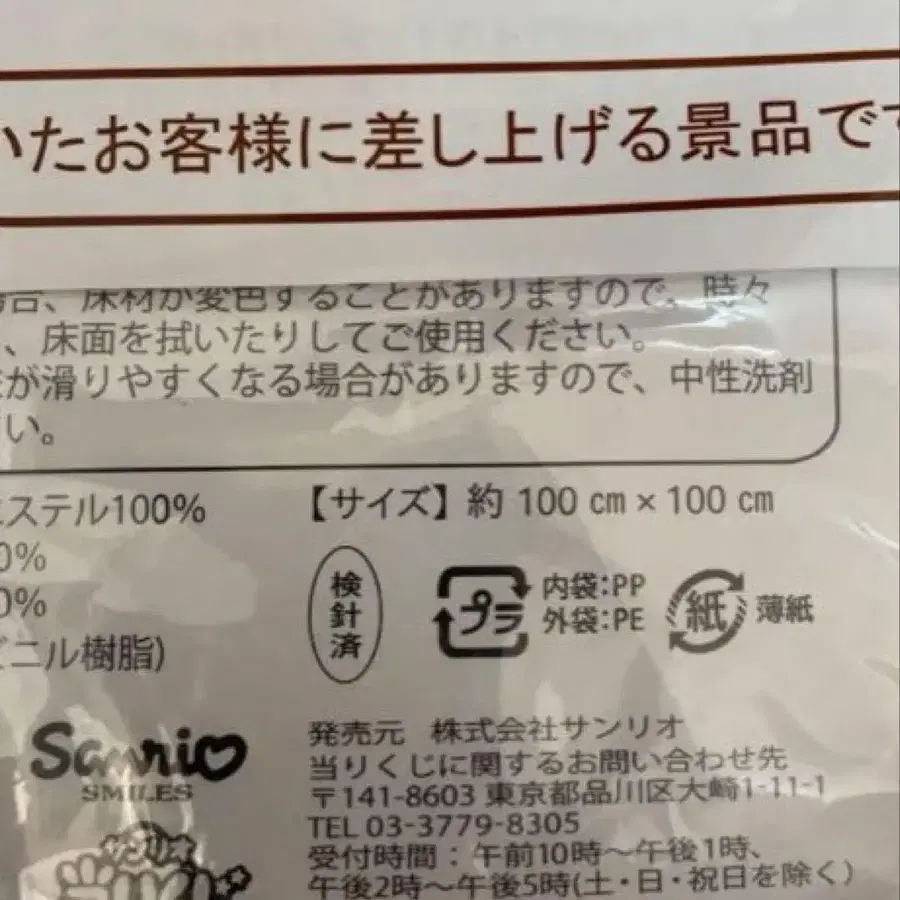 いたお客様に差し上げる景品です
合、床材が変色することがありますので、時々
、床面を拭いたりしてご使用ください。
が滑りやすくなる場合がありますので、中性洗剤
い。
エステル100%
0%
0%
ビニル樹脂)
【サイズ】約 100 cm × 100 cm
検針済
プラ
内袋:PP
外袋:PE
紙
薄紙
Sanrio
SMILES
サンリオ
発売元 株式会社サンリオ
当りくじに関するお問い合わせ先
〒141-8603 東京都品川区大崎1-11-1
TEL 03-3779-8305
受付時間:午前10時〜午後1時、
午後2時〜午後5時(土・日・祝日を除く)